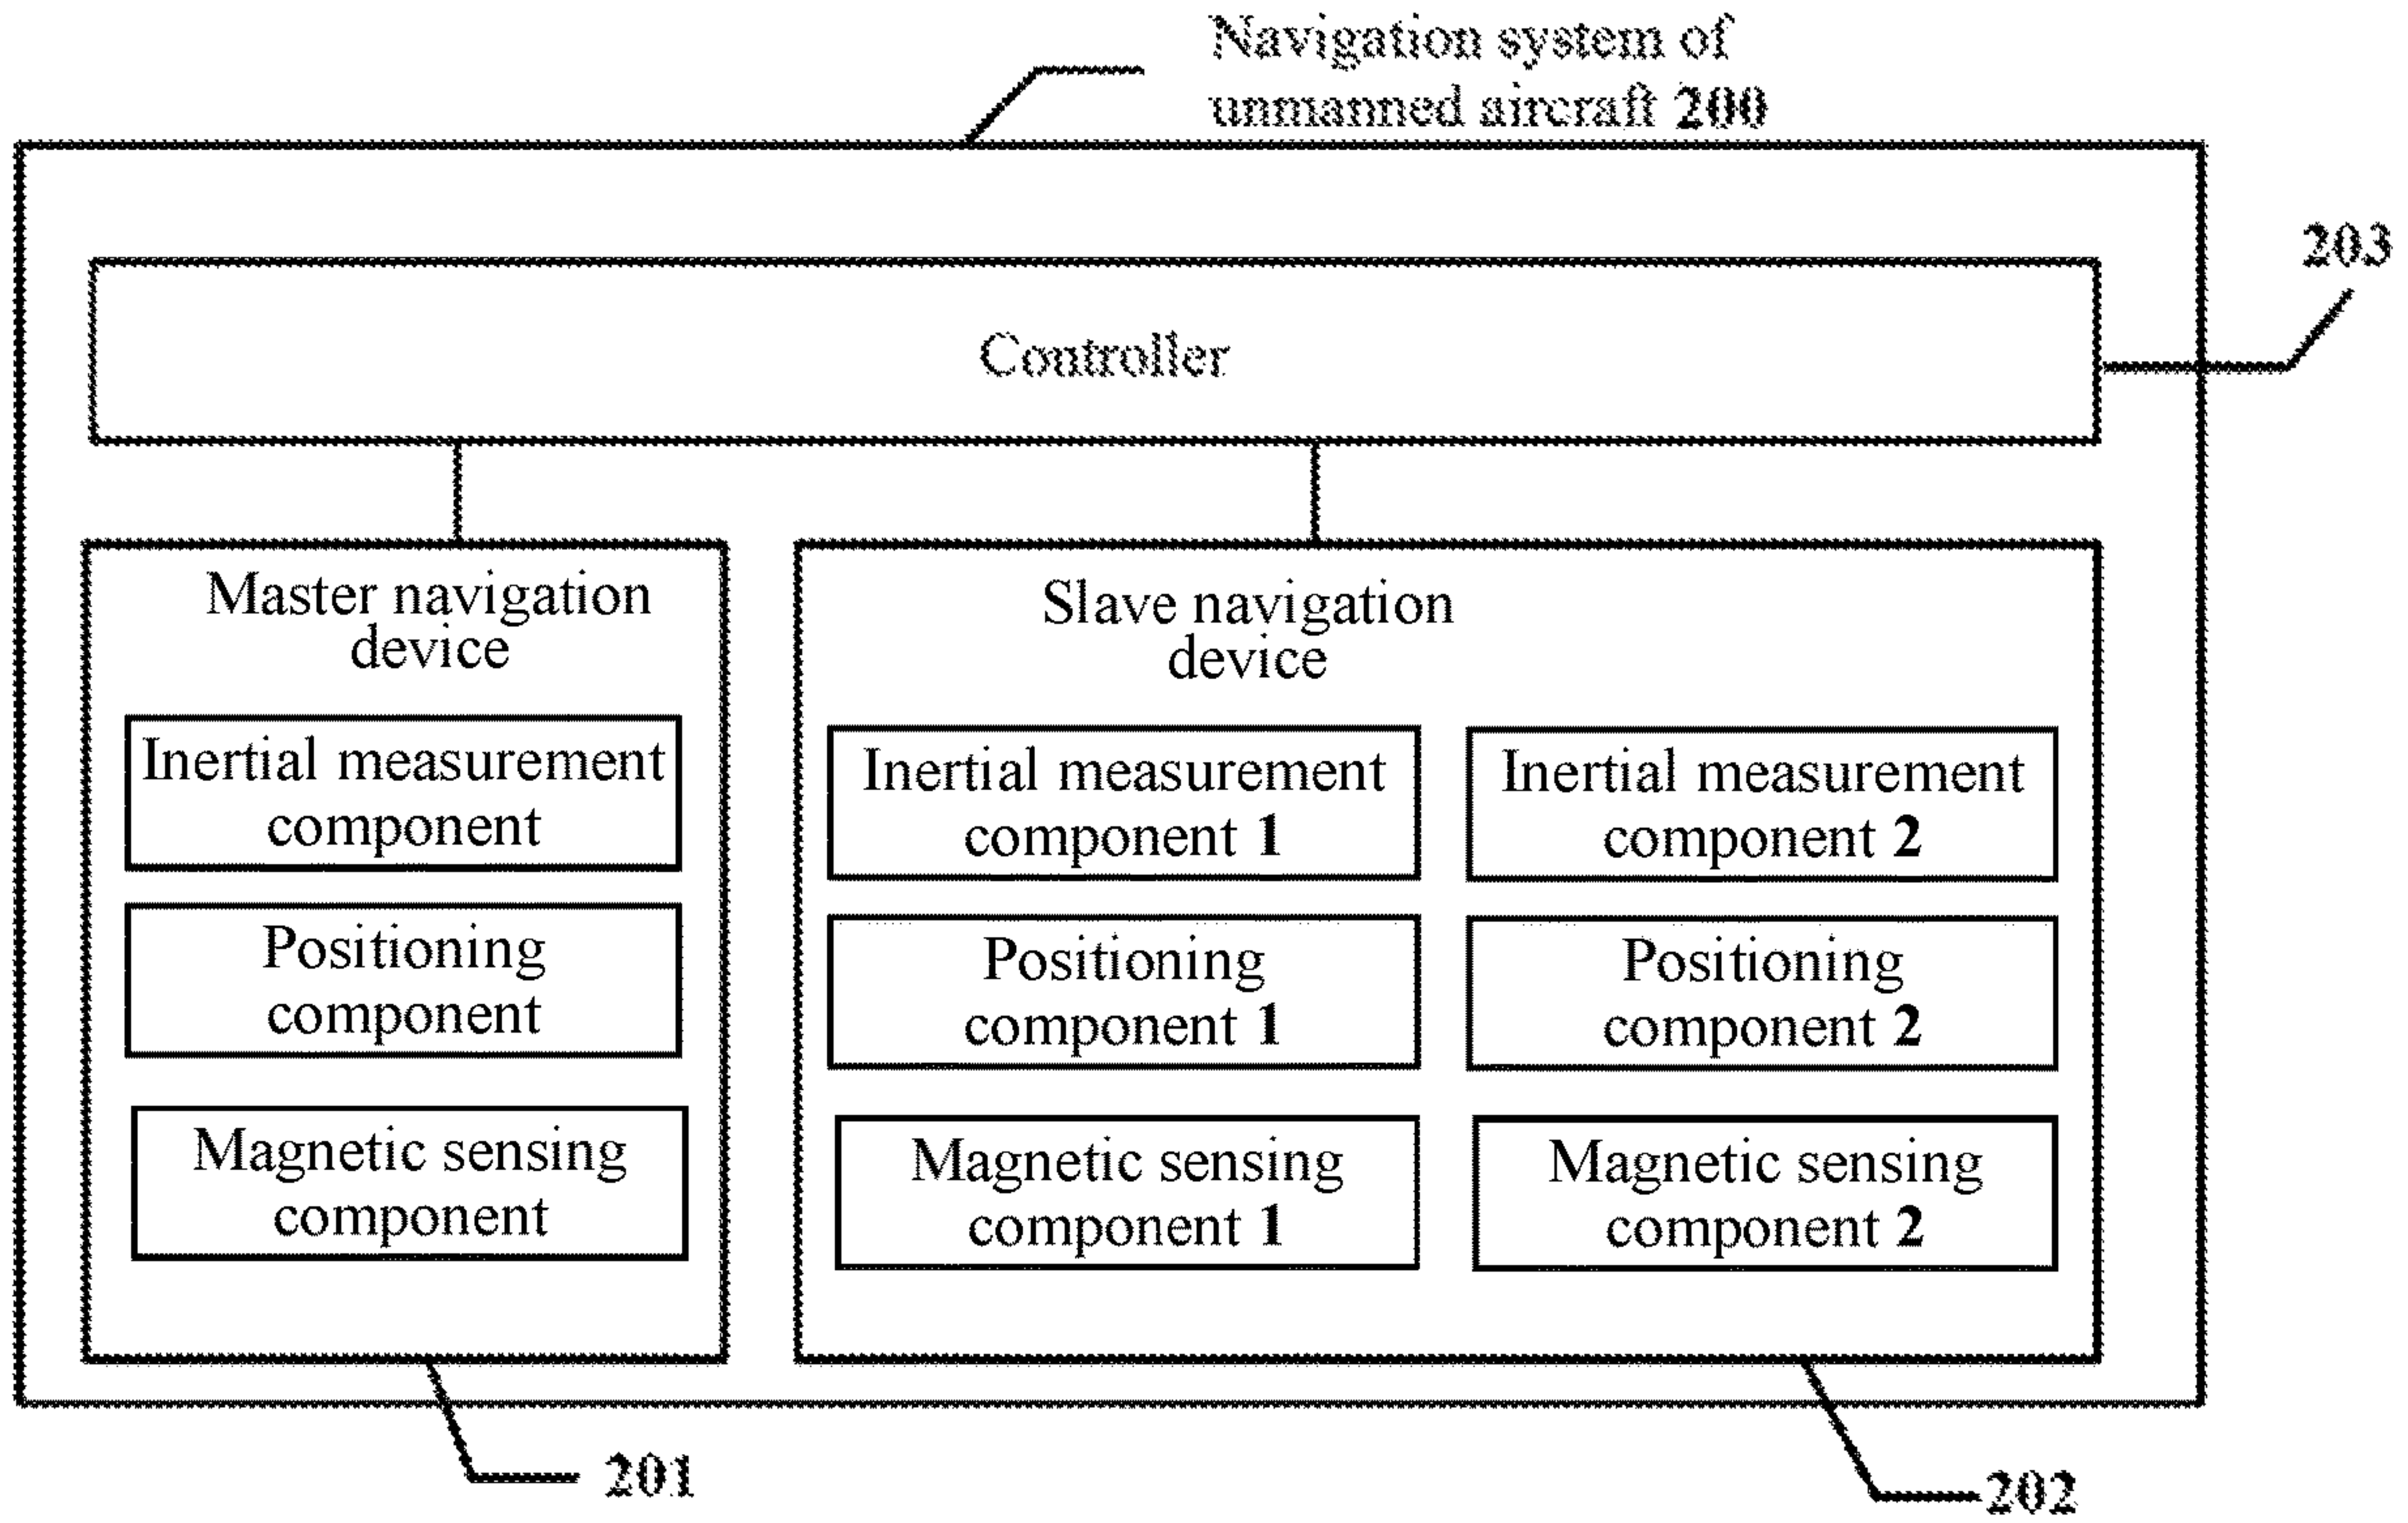 Navigation system of
unmanned aircraft 200
203
Controller
Master navigation
device
Inertial measurement
component
Positioning
component
Magnetic sensing
component
Slave navigation
device
Inertial measurement
component 1
Inertial measurement
component 2
Positioning
component 1
Positioning
component 2
Magnetic sensing
component 1
Magnetic sensing
component 2
201
202